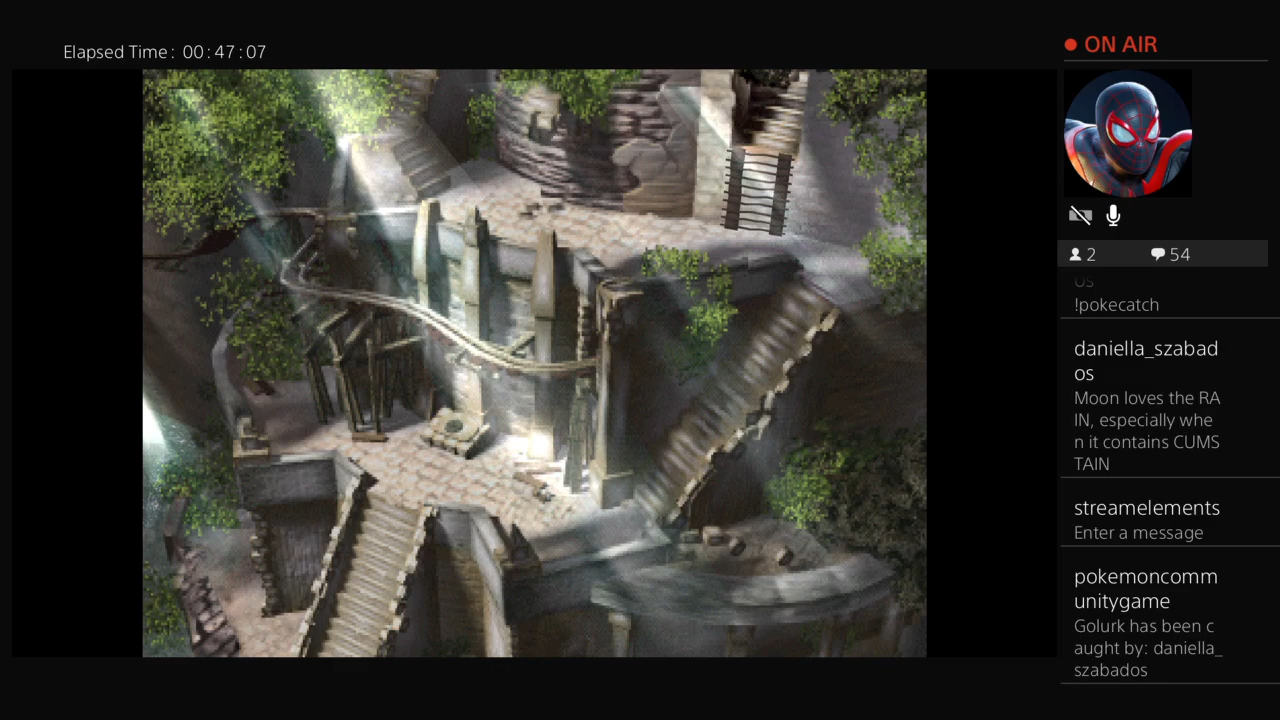 Elapsed Time: 00:47:07
ON AIR
2
54
os
!pokecatch
daniella_szabad
os
Moon loves the RA
IN, especially whe
n it contains CUMS
TAIN
streamelements
Enter a message
pokemoncomm
unitygame
Golurk has been c
aught by: daniella_
szabados